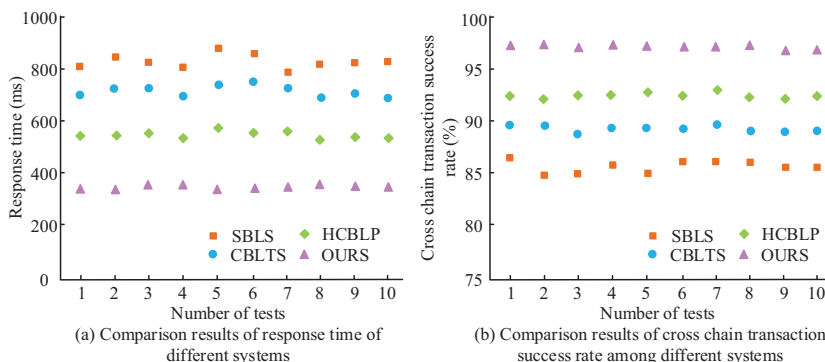 1000
800
600
400
200
0
Response time (ms)
SBLS
HCBLP
CBLTS
OURS
1 2 3 4 5 6 7 8 9 10
Number of tests
(a) Comparison results of response time of
different systems
100
95
90
85
80
75
Cross chain transaction success
rate (%)
SBLS
HCBLP
CBLTS
OURS
1 2 3 4 5 6 7 8 9 10
Number of tests
(b) Comparison results of cross chain transaction
success rate among different systems